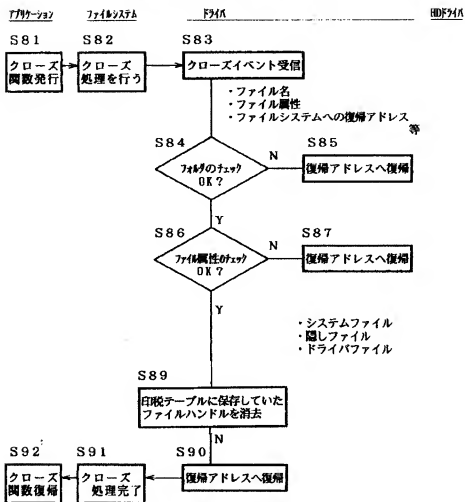 アプリケーション ファイルシステム ドライバ HDドライバ
S81 S82 S83
クローズ
関数発行
クローズ
処理を行う
クローズイベント受信
・ファイル名
・ファイル属性
・ファイルシステムへの復帰アドレス
等
S84 S85
フォルダのチェック
OK?
N
復帰アドレスへ復帰
Y
S86 S87
ファイル属性のチェック
OK?
N
復帰アドレスへ復帰
Y
・システムファイル
・隠しファイル
・ドライバファイル
S89
印税テーブルに保存していた
ファイルハンドルを消去
N
S92 S91 S90
クローズ
関数復帰
クローズ
処理完了
復帰アドレスへ復帰